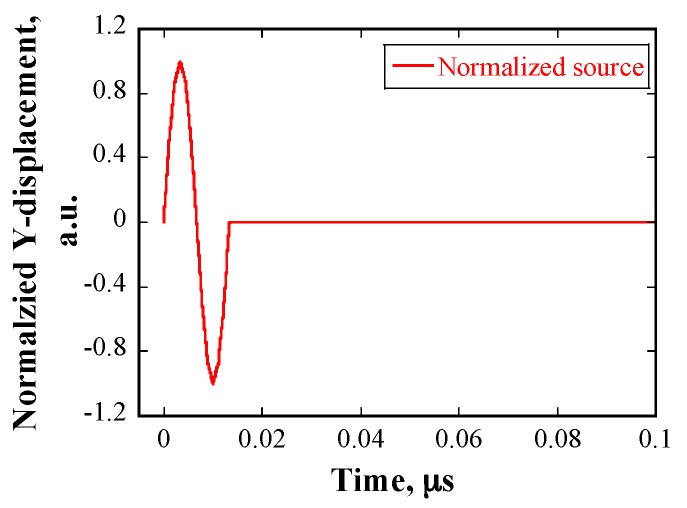 Normalzied Y-displacement,
a.u.
1.2
0.8
0.4
0
-0.4
-0.8
-1.2
Normalized source
0 0.02 0.04 0.06 0.08 0.1
Time, μs